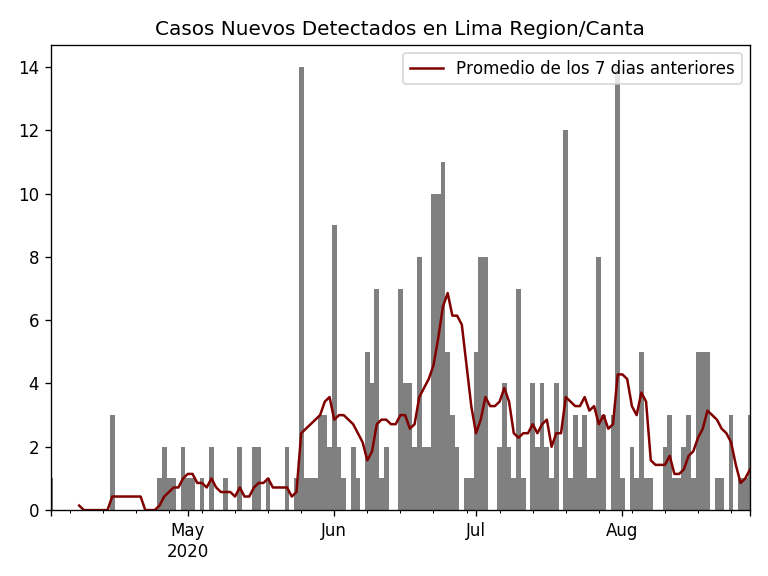 Casos Nuevos Detectados en Lima Region/Canta
Promedio de los 7 dias anteriores
14
12
10
8
6
4
2
0
May
2020
Jun
Jul
Aug